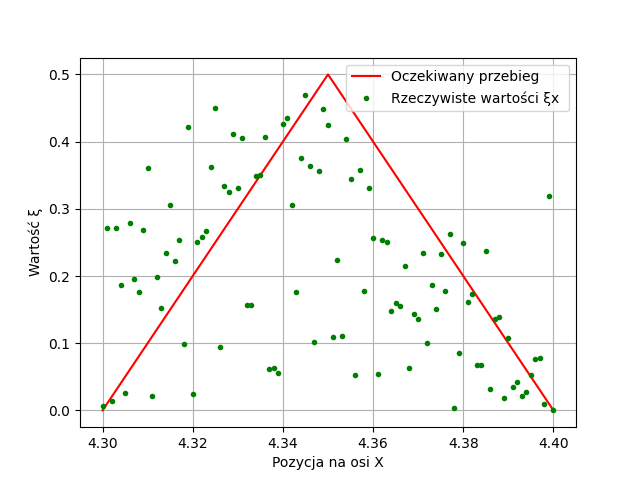 Oczekiwany przebieg
Rzeczywiste wartości ξx
Wartość ξ
0.5
0.4
0.3
0.2
0.1
0.0
4.30 4.32 4.34 4.36 4.38 4.40
Pozycja na osi X